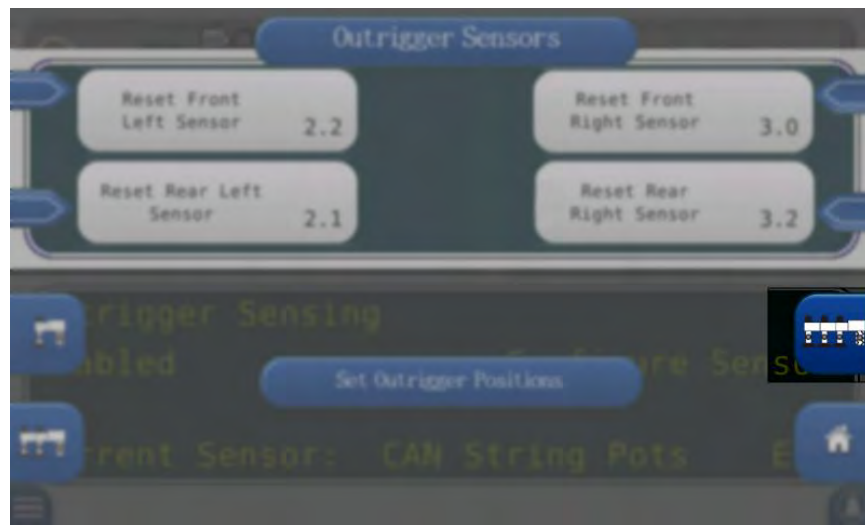 Outrigger Sensors
Reset Front
Left Sensor 2.2
Reset Front
Right Sensor 3.0
Reset Rear Left
Sensor 2.1
Reset Rear
Right Sensor 3.2
Sensing
Set Outrigger Positions
Sensor: CAN String Pots